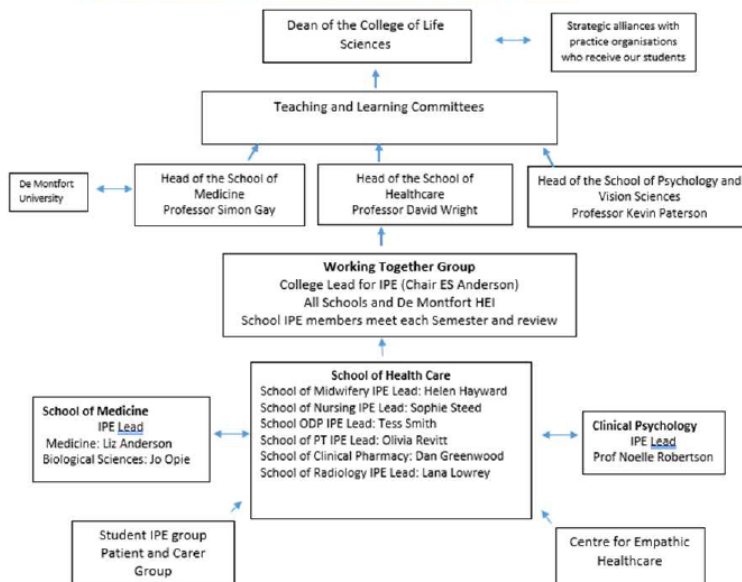 Dean of the College of Life
Sciences
Strategic alliances with
practice organisations
who receive our students
Teaching and Learning Committees
De Montfort
University
Head of the School of
Medicine
Professor Simon Gay
Head of the School of
Healthcare
Professor David Wright
Head of the School of Psychology and
Vision Sciences
Professor Kevin Paterson
Working Together Group
College Lead for IPE (Chair ES Anderson)
All Schools and De Montfort HEI
School IPE members meet each Semester and review
School of Medicine
IPE Lead
Medicine: Liz Anderson
Biological Sciences: Jo Opie
School of Health Care
School of Midwifery IPE Lead: Helen Hayward
School of Nursing IPE Lead: Sophie Steed
School ODP IPE Lead: Tess Smith
School of PT IPE Lead: Olivia Revitt
School of Clinical Pharmacy: Dan Greenwood
School of Radiology IPE Lead: Lana Lowrey
Clinical Psychology
IPE Lead
Prof Noelle Robertson
Student IPE group
Patient and Carer
Group
Centre for Empathic
Healthcare